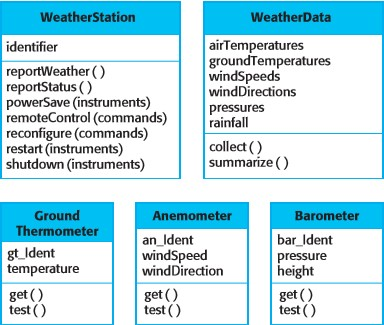 WeatherStation
identifier
reportWeather ( )
reportStatus ( )
powerSave (instruments)
remoteControl (commands)
reconfigure (commands)
restart (instruments)
shutdown (instruments)
WeatherData
airTemperatures
groundTemperatures
windSpeeds
windDirections
pressures
rainfall
collect ( )
summarize ( )
Ground
Thermometer
gt_Ident
temperature
get ( )
test ( )
Anemometer
an_Ident
windSpeed
windDirection
get ( )
test ( )
Barometer
bar_Ident
pressure
height
get ( )
test ( )